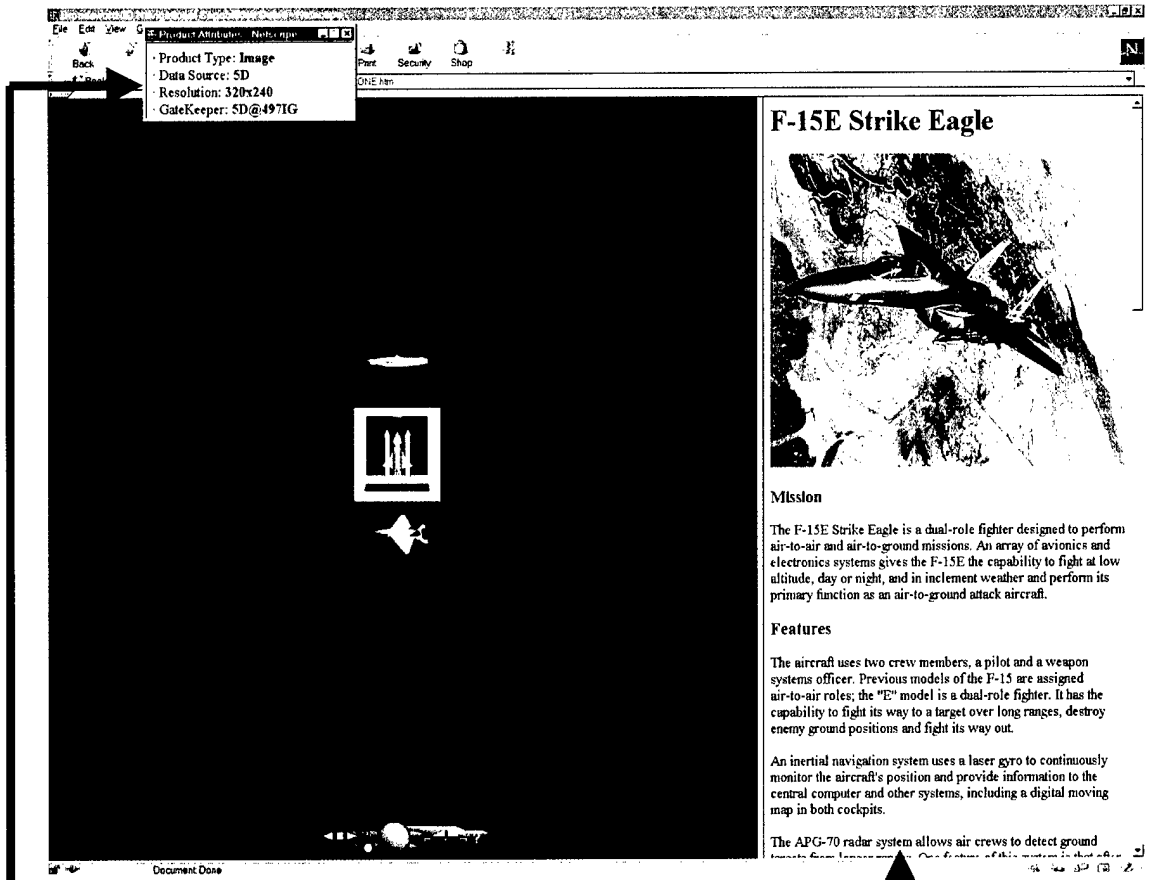 File Edit View
Product Attributes - Netscape
· Product Type: Image
· Data Source: 5D
· Resolution: 320x240
· GateKeeper: 5D@497IG
Back
Print Security Shop
N
ONE.htm
F-15E Strike Eagle
Mission
The F-15E Strike Eagle is a dual-role fighter designed to perform
air-to-air and air-to-ground missions. An array of avionics and
electronics systems gives the F-15E the capability to fight at low
altitude, day or night, and in inclement weather and perform its
primary function as an air-to-ground attack aircraft.
Features
The aircraft uses two crew members, a pilot and a weapon
systems officer. Previous models of the F-15 are assigned
air-to-air roles; the "E" model is a dual-role fighter. It has the
capability to fight its way to a target over long ranges, destroy
enemy ground positions and fight its way out.
An inertial navigation system uses a laser gyro to continuously
monitor the aircraft's position and provide information to the
central computer and other systems, including a digital moving
map in both cockpits.
The APG-70 radar system allows air crews to detect ground
Document Done